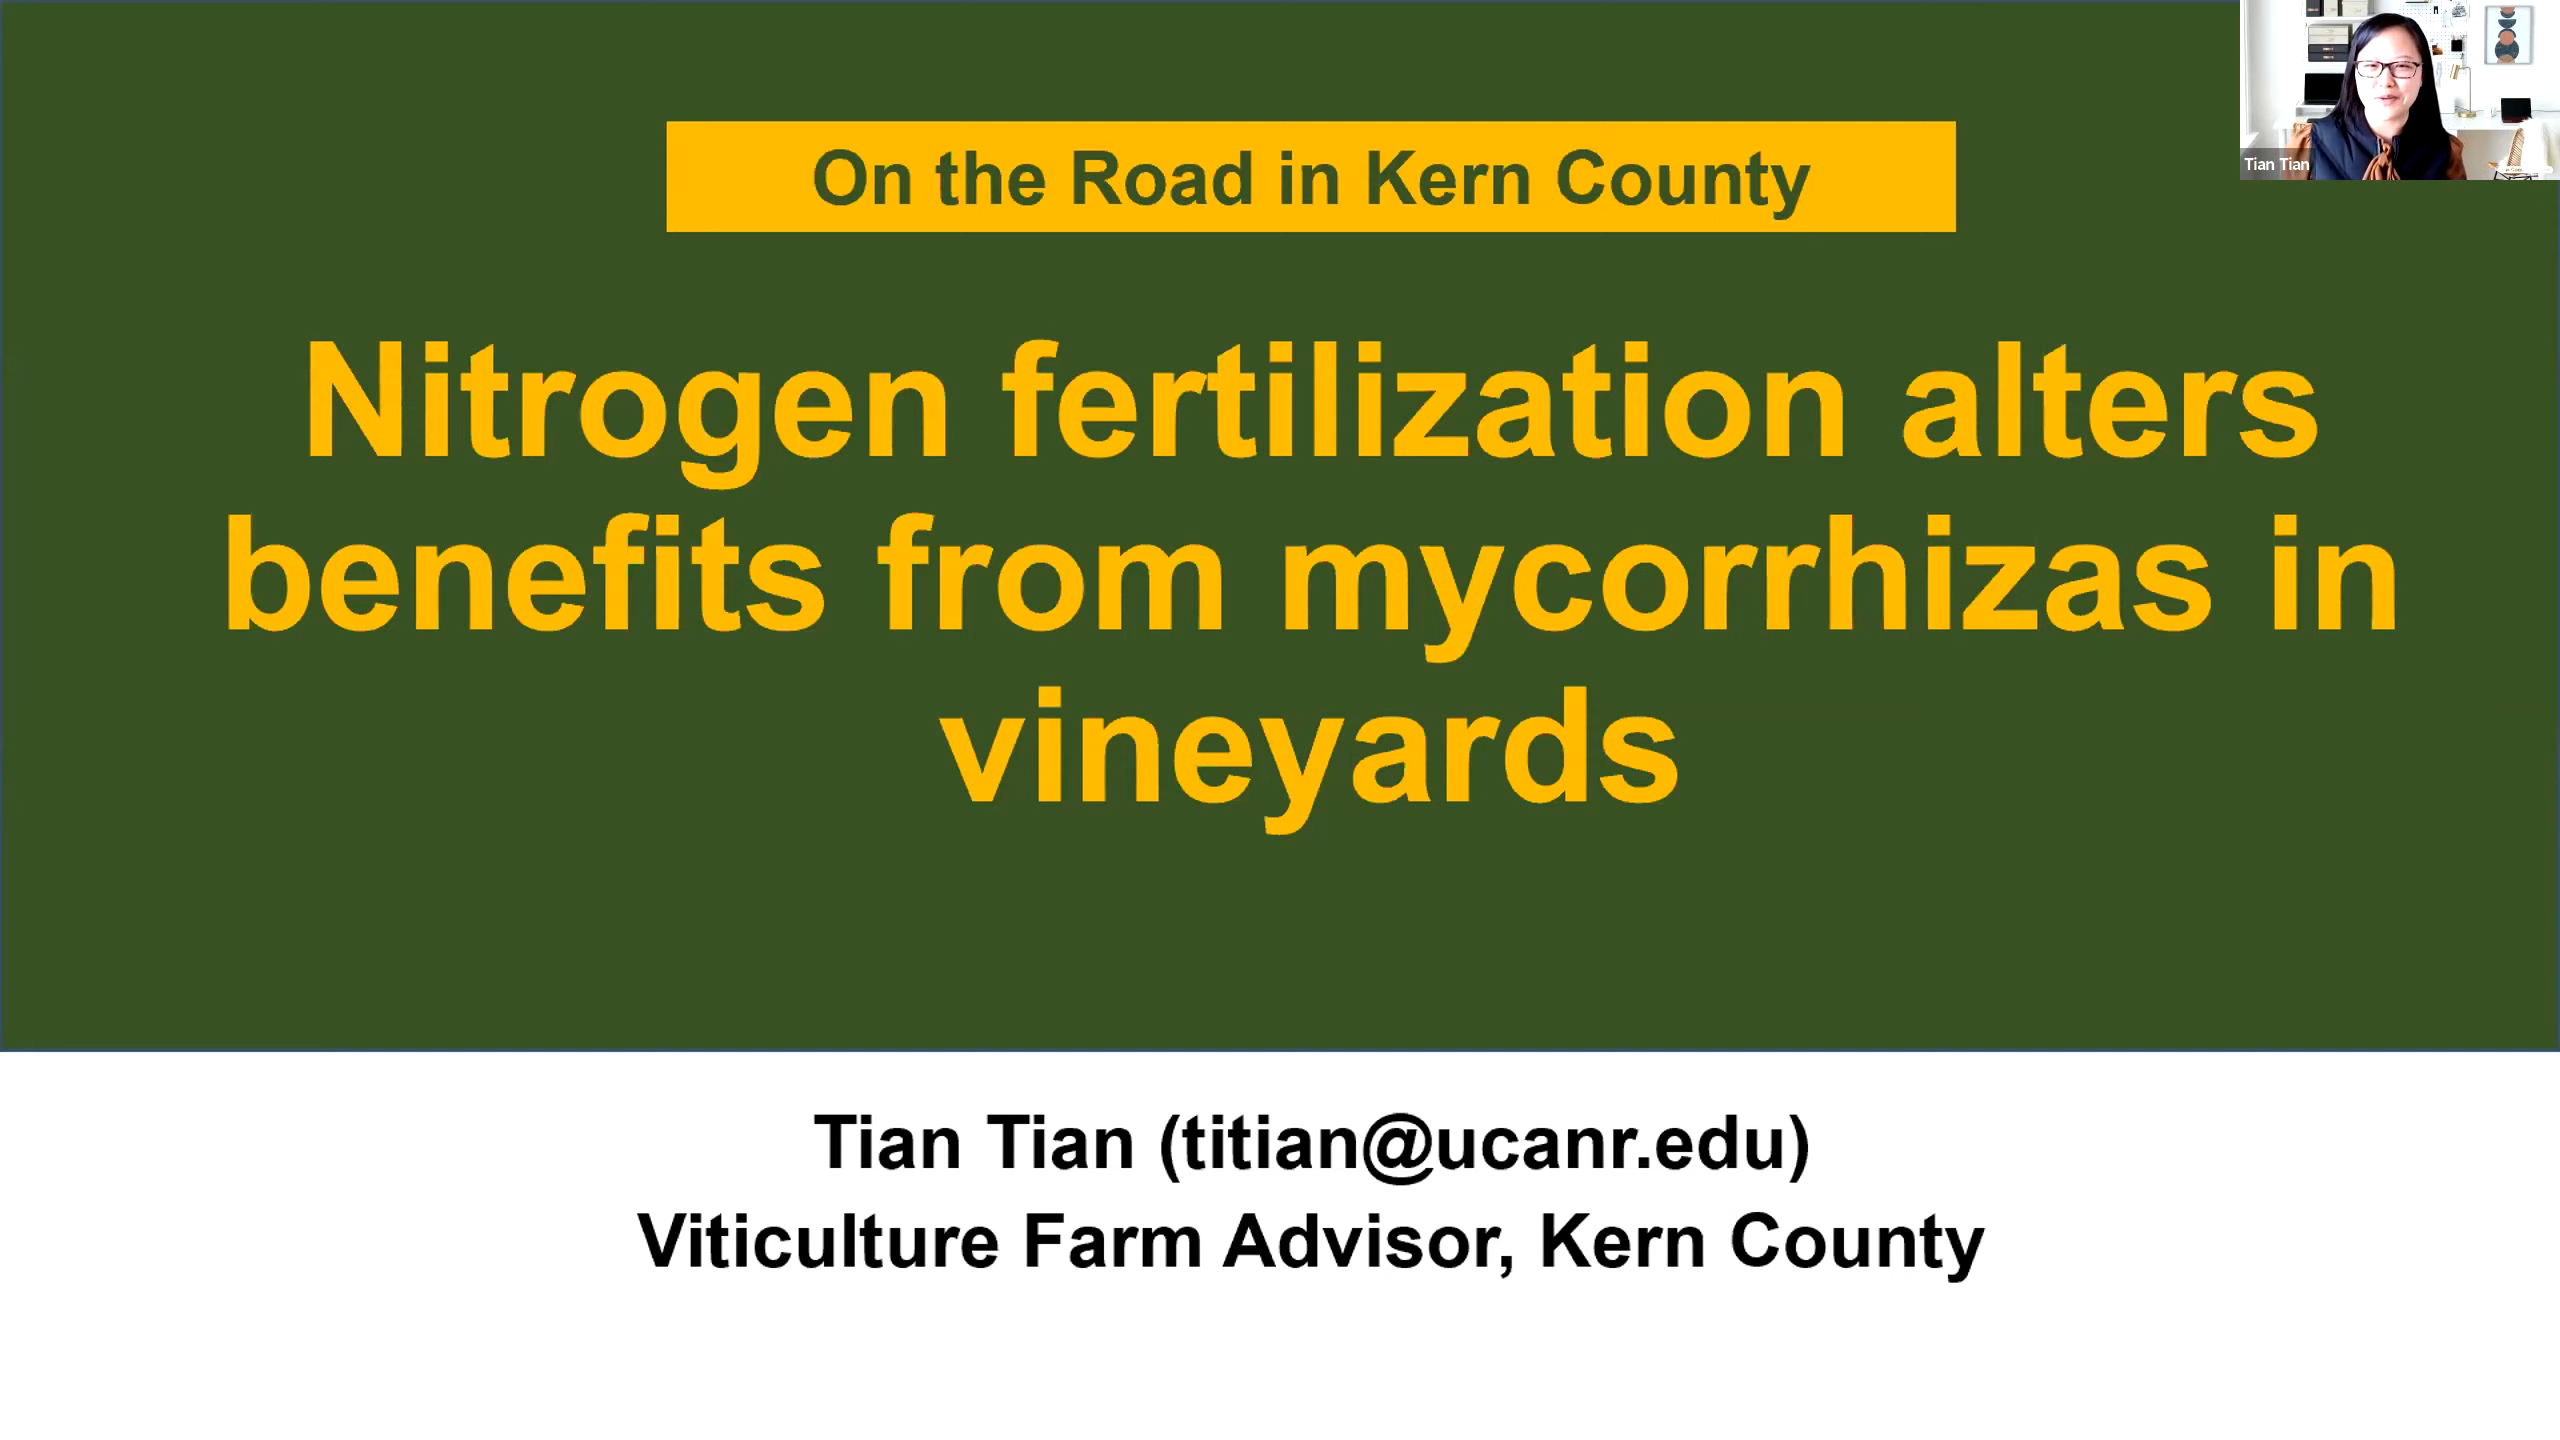 On the Road in Kern County
Tian Tian
Nitrogen fertilization alters
benefits from mycorrhizas in
vineyards
Tian Tian (titian@ucanr.edu)
Viticulture Farm Advisor, Kern County